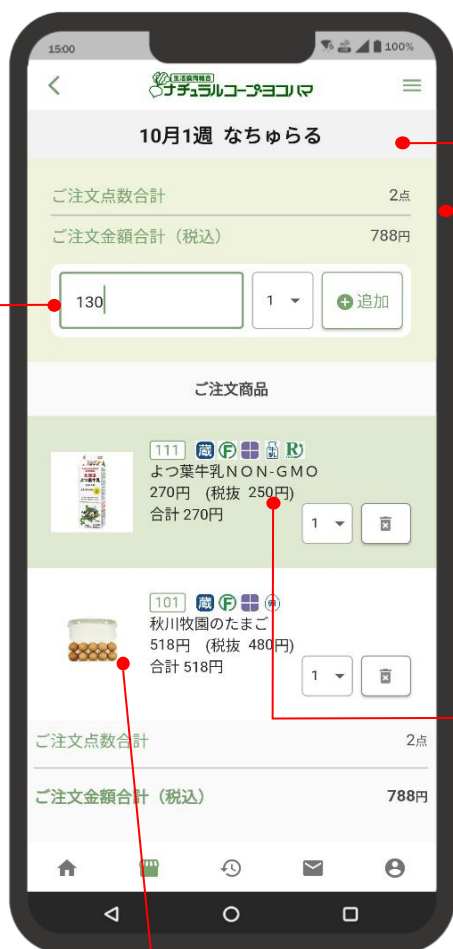 15:00
100%
生活協同組合
ナチュラルコープ・ヨコハマ
10月1週 なちゅらる
ご注文点数合計 2点
ご注文金額合計（税込） 788円
130 1 追加
ご注文商品
111 蔵 F R
よつ葉牛乳ＮＯＮ-ＧＭＯ
270円 (税抜 250円)
合計 270円
1
101 蔵 F
秋川牧園のたまご
518円 (税抜 480円)
合計 518円
1
ご注文点数合計 2点
ご注文金額合計（税込） 788円